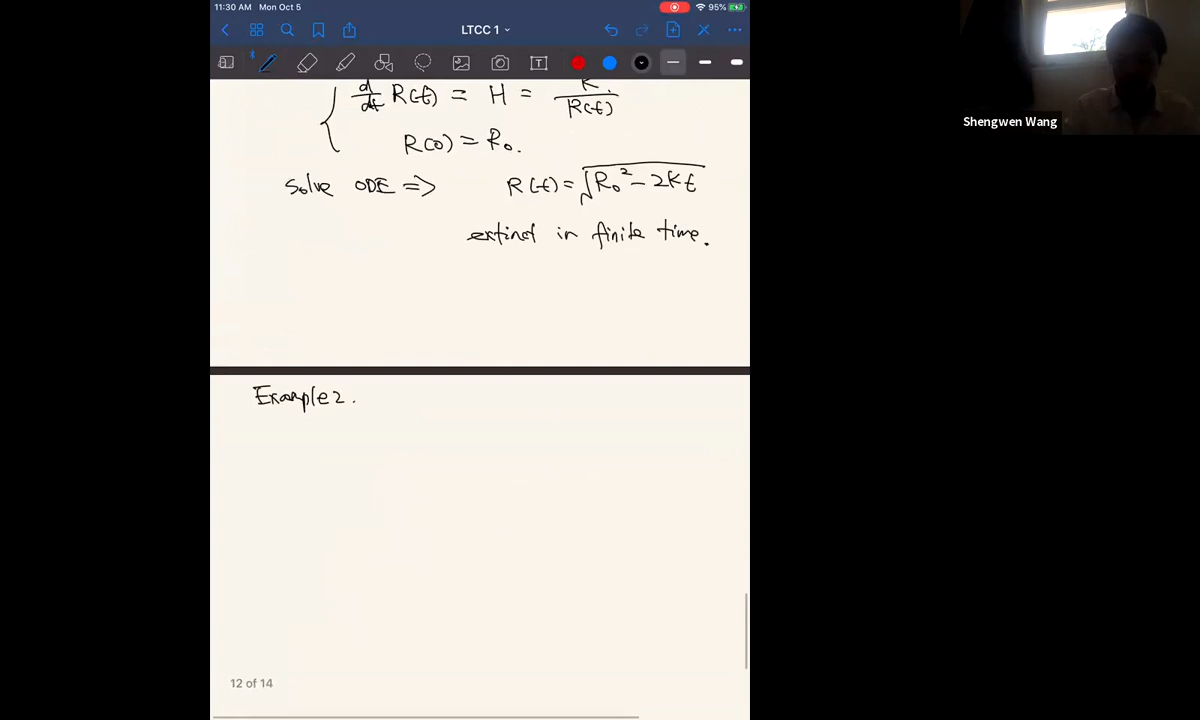 11:30 AM Mon Oct 5
95%
LTCC 1
T
d/dt R(t) = H = K/R(t)
R(0) = R₀.
Solve ODE ⇒ R(t) = √(R₀² - 2Kt)
extinct in finite time.
Example 2.
12 of 14
Shengwen Wang